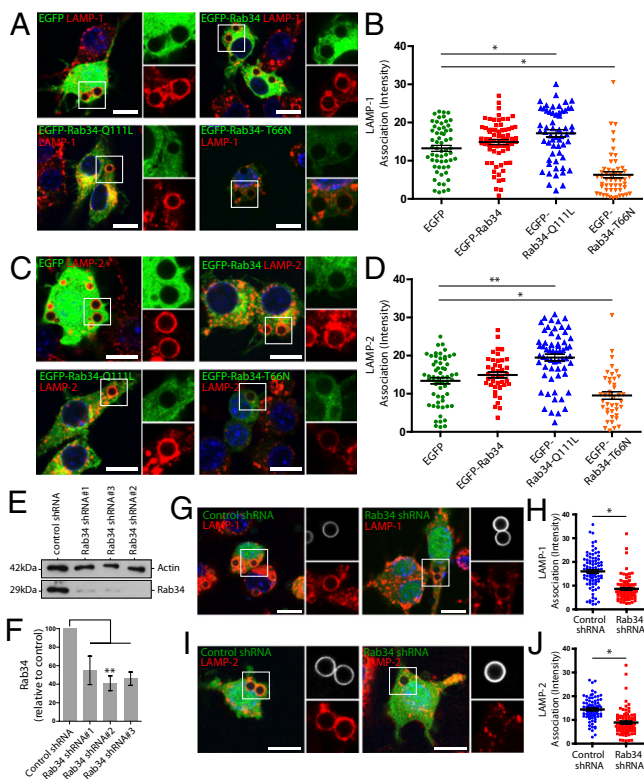 A
EGFP LAMP-1
EGFP-Rab34 LAMP-1
EGFP-Rab34-Q111L
LAMP-1
EGFP-Rab34-T66N
LAMP-1
B
LAMP-1
Association (Intensity)
40
30
20
10
0
*
*
EGFP
EGFP-Rab34
EGFP-
Rab34-Q111L
EGFP-
Rab34-T66N
C
EGFP LAMP-2
EGFP-Rab34 LAMP-2
EGFP-Rab34-Q111L
LAMP-2
EGFP-Rab34-T66N
LAMP-2
D
LAMP-2
Association (Intensity)
40
30
20
10
0
**
*
EGFP
EGFP-Rab34
EGFP-
Rab34-Q111L
EGFP-
Rab34-T66N
E
control shRNA
Rab34 shRNA#1
Rab34 shRNA#3
Rab34 shRNA#2
42kDa
Actin
29kDa
Rab34
F
Rab34
(relative to control)
100
80
60
40
20
0
**
Control shRNA
Rab34 shRNA#1
Rab34 shRNA#2
Rab34 shRNA#3
G
Control shRNA
LAMP-1
Rab34 shRNA
LAMP-1
H
LAMP-1
Association (Intensity)
40
30
20
10
0
*
Control
shRNA
Rab34
shRNA
I
Control shRNA
LAMP-2
Rab34 shRNA
LAMP-2
J
LAMP-2
Association (Intensity)
40
30
20
10
0
*
Control
shRNA
Rab34
shRNA